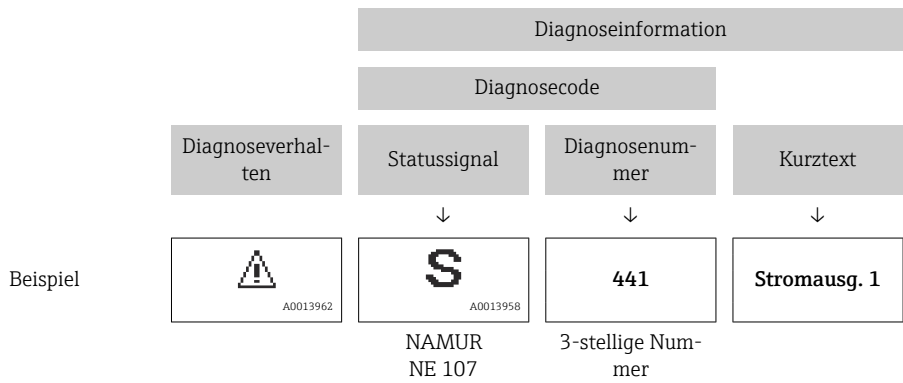 Diagnoseinformation
Diagnosecode
Diagnoseverhal-
ten
Statussignal
Diagnosenum-
mer
Kurztext
↓ ↓ ↓
Beispiel
A0013962
S
A0013958
441
Stromausg. 1
NAMUR
NE 107
3-stellige Num-
mer